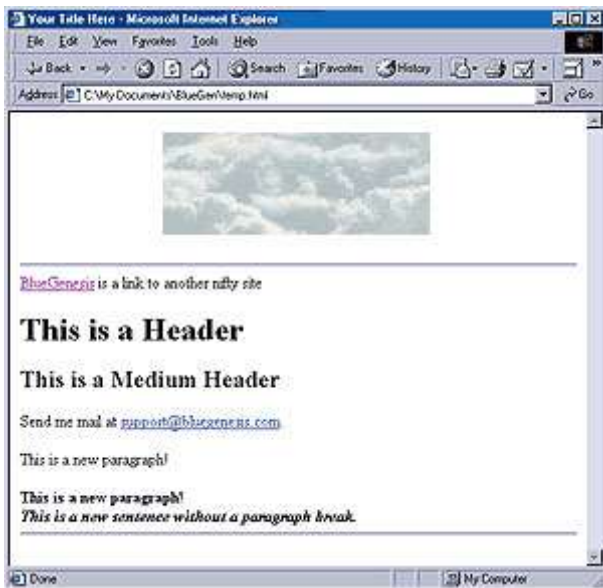 Your Title Here - Microsoft Internet Explorer
File Edit View Favorites Tools Help
Back Search Favorites History
Address C:\My Documents\BlueGen\temp.html Go
BlueGenesis is a link to another nifty site
This is a Header
This is a Medium Header
Send me mail at support@bluegenesis.com.
This is a new paragraph!
This is a new paragraph!
This is a new sentence without a paragraph break.
Done My Computer